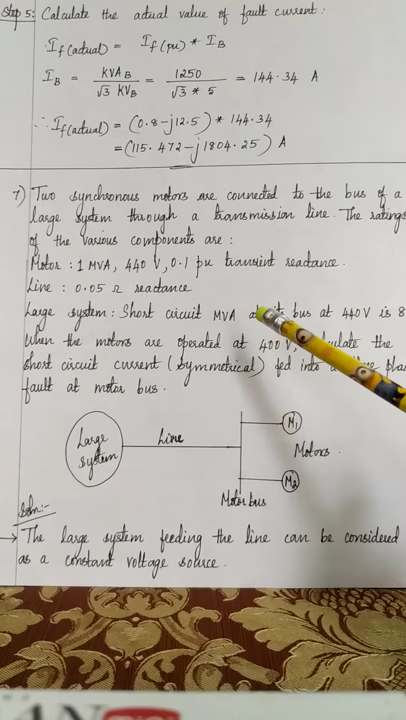 Step 5: Calculate the actual value of fault current:
If(actual) = If(pu) * IB
IB = KVAB / √3 KVB = 1250 / √3 * 5 = 144.34 A
∴ If(actual) = (0.8-j12.5) * 144.34
= (115.472 - j1804.25) A
7) Two synchronous motors are connected to the bus of a
large system through a transmission line. The ratings
of the various components are:
Motor: 1 MVA, 440 V, 0.1 pu transient reactance.
Line: 0.05 Ω reactance
Large system: Short circuit MVA bus at 440V is 8
When the motors are operated at 400 V, the
short circuit current (symmetrical) fed into
fault at motor bus.
Large system
Line
M1
Motors.
M2
Motor bus
Soln:-
→ The large system feeding the line can be considered
as a constant voltage source.